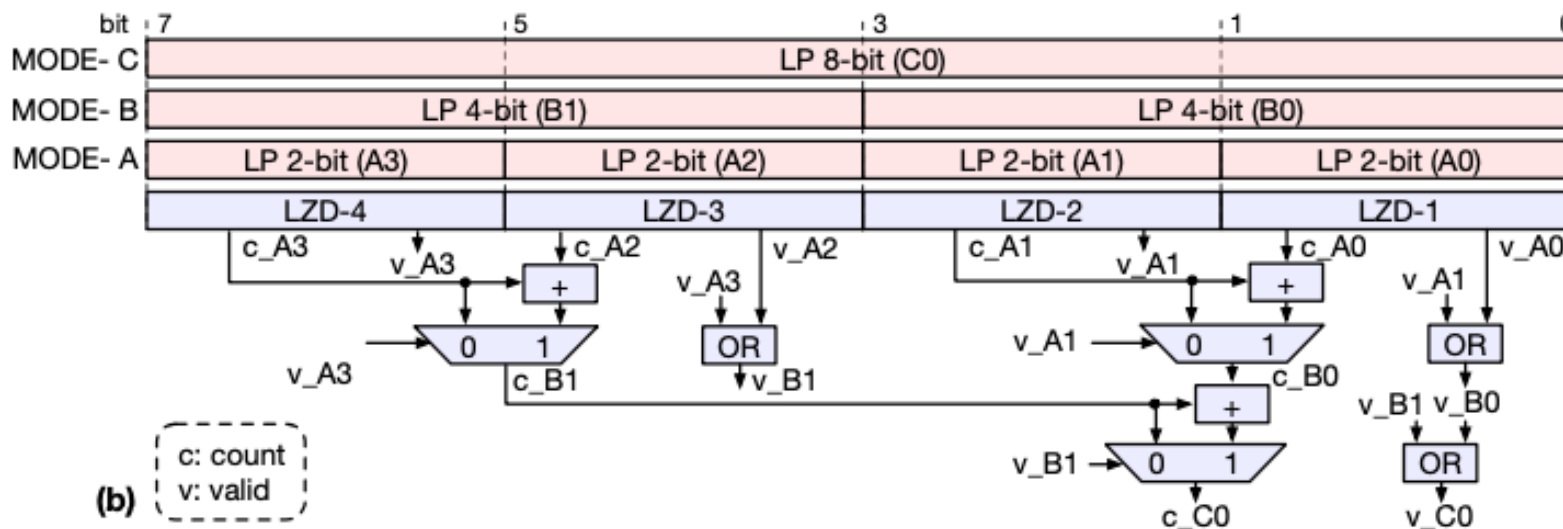 bit 7 5 3 1
MODE- C LP 8-bit (C0)
MODE- B LP 4-bit (B1) LP 4-bit (B0)
MODE- A LP 2-bit (A3) LP 2-bit (A2) LP 2-bit (A1) LP 2-bit (A0)
LZD-4 LZD-3 LZD-2 LZD-1
c_A3 v_A3 c_A2 v_A2 c_A1 v_A1 c_A0 v_A0
+ v_A3 + v_A1
v_A3 0 1 OR v_A1 0 1 OR
c_B1 v_B1 c_B0
+ v_B1 v_B0
v_B1 0 1 OR
c_C0 v_C0
c: count
v: valid
(b)